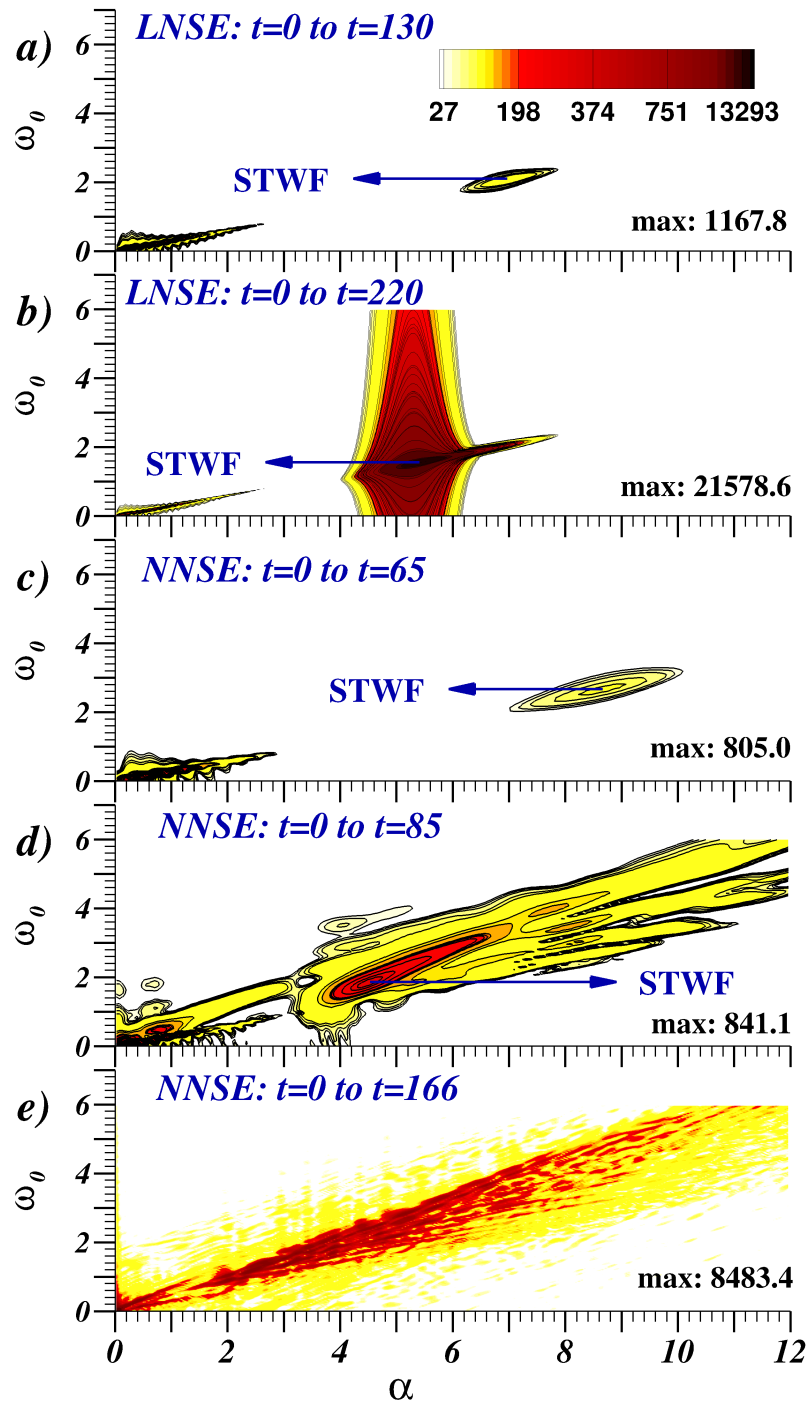 a)
LNSE: t=0 to t=130
27 198 374 751 13293
ω₀
6
4
2
0
STWF
max: 1167.8
b)
LNSE: t=0 to t=220
ω₀
6
4
2
0
STWF
max: 21578.6
c)
NNSE: t=0 to t=65
ω₀
6
4
2
0
STWF
max: 805.0
d)
NNSE: t=0 to t=85
ω₀
6
4
2
0
STWF
max: 841.1
e)
NNSE: t=0 to t=166
ω₀
6
4
2
0
max: 8483.4
0 2 4 6 8 10 12
α